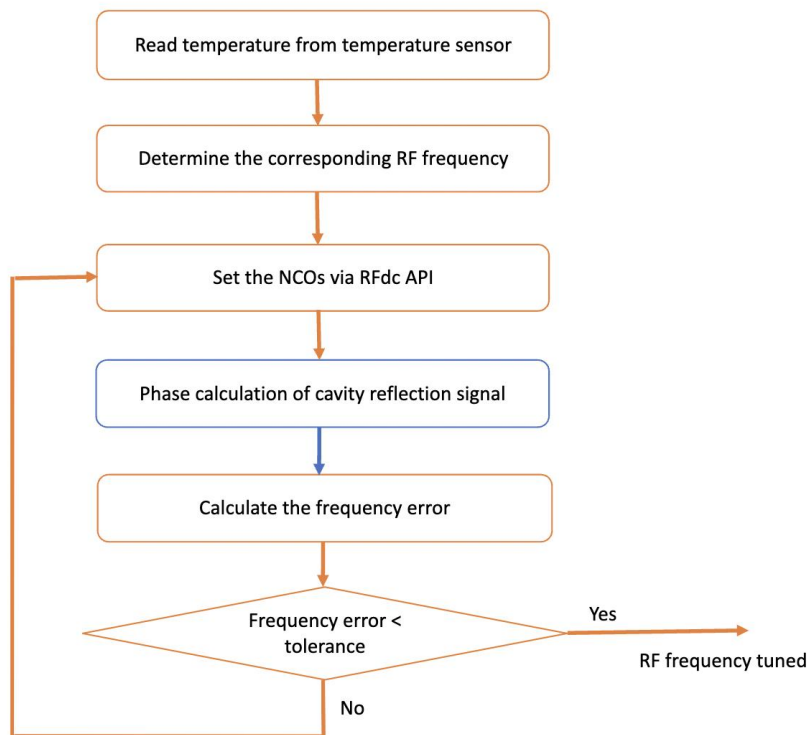 Read temperature from temperature sensor
Determine the corresponding RF frequency
Set the NCOs via RFdc API
Phase calculation of cavity reflection signal
Calculate the frequency error
Frequency error <
tolerance
Yes
RF frequency tuned
No